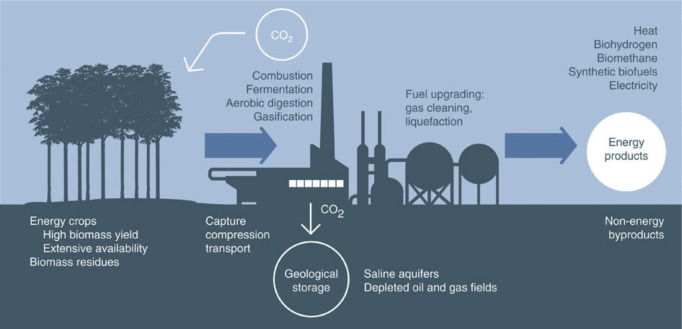 CO2
Combustion
Fermentation
Aerobic digestion
Gasification
Fuel upgrading:
gas cleaning,
liquefaction
Heat
Biohydrogen
Biomethane
Synthetic biofuels
Electricity
Energy
products
Energy crops
High biomass yield
Extensive availability
Biomass residues
Capture
compression
transport
CO2
Geological
storage
Saline aquifers
Depleted oil and gas fields
Non-energy
byproducts